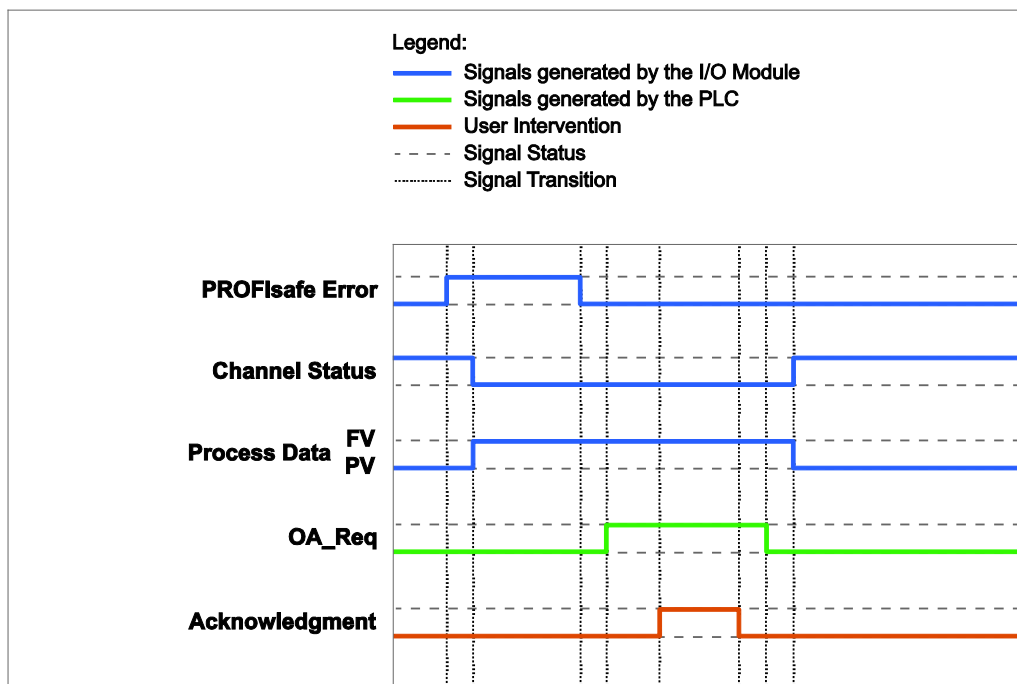 Legend:
Signals generated by the I/O Module
Signals generated by the PLC
User Intervention
Signal Status
Signal Transition
PROFIsafe Error
Channel Status
Process Data FV
PV
OA_Req
Acknowledgment